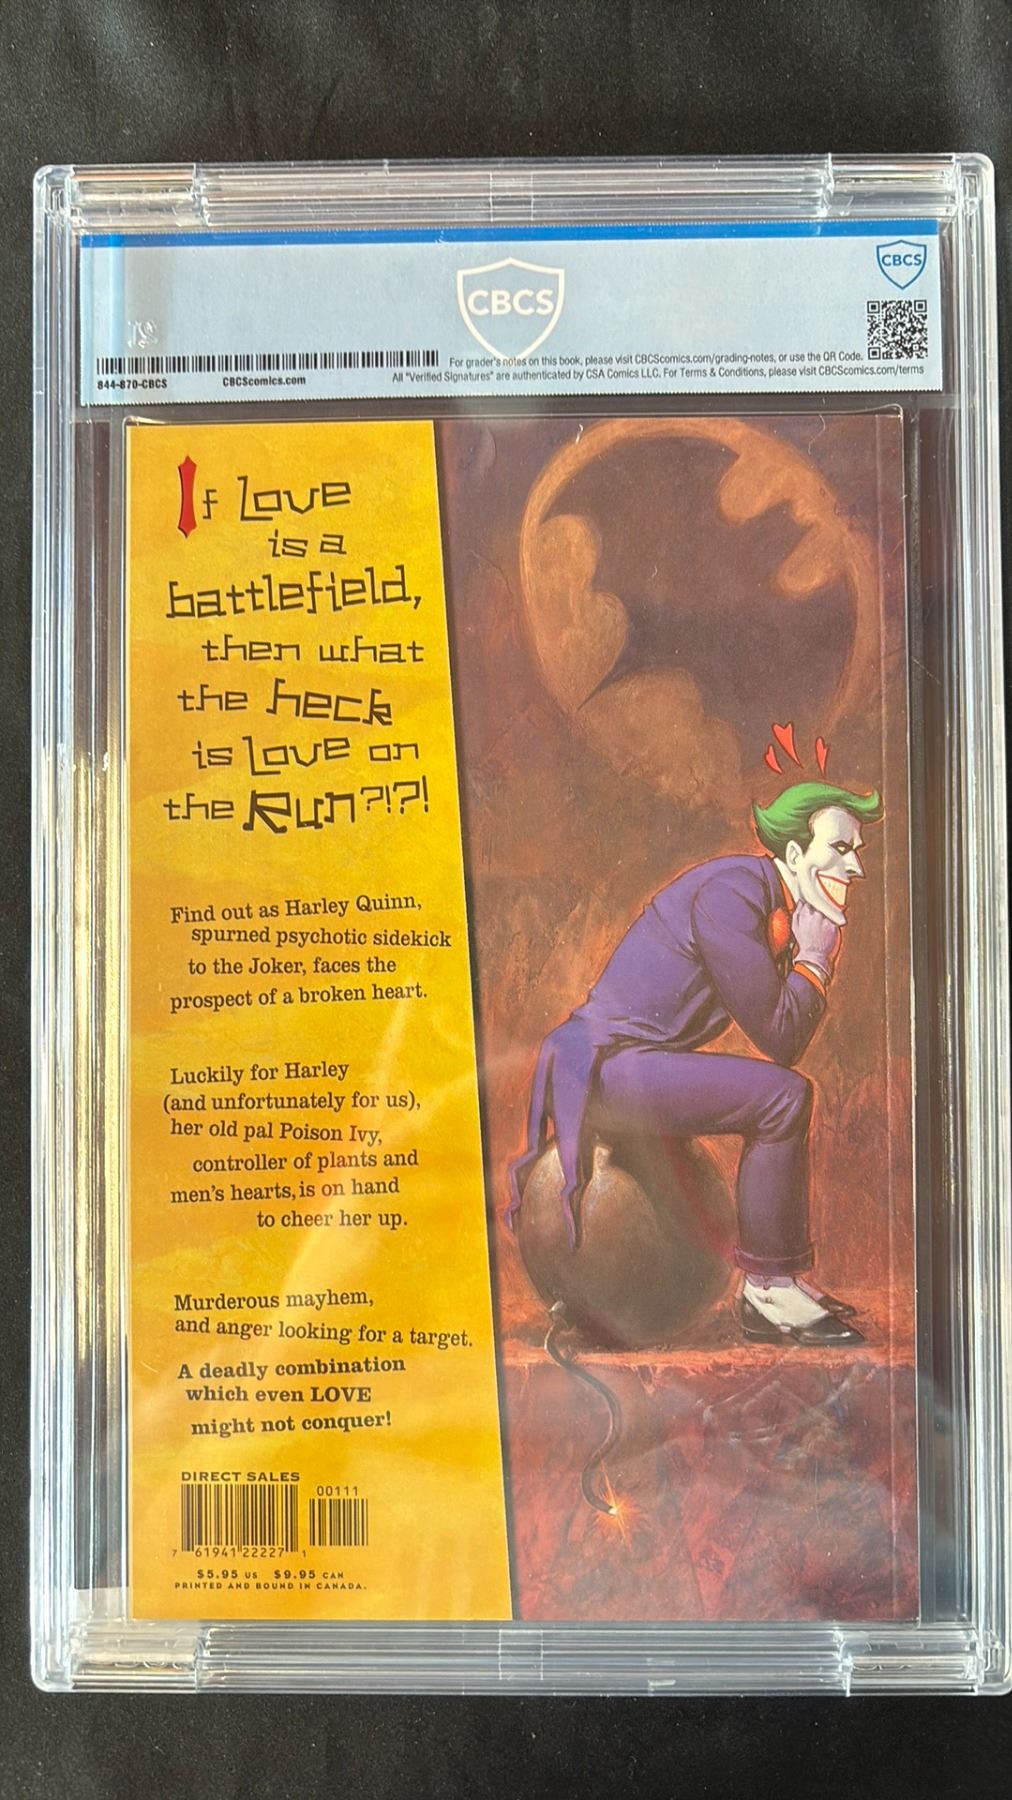 CBCS
CBCS
844-870-CBCS
CBCScomics.com
For grader's notes on this book, please visit CBCScomics.com/grading-notes, or use the QR Code.
All "Verified Signatures" are authenticated by CSA Comics LLC. For Terms & Conditions, please visit CBCScomics.com/terms
If Love
is a
battlefield,
then what
the heck
is Love on
the Run?!?!
Find out as Harley Quinn,
spurned psychotic sidekick
to the Joker, faces the
prospect of a broken heart.
Luckily for Harley
(and unfortunately for us),
her old pal Poison Ivy,
controller of plants and
men's hearts, is on hand
to cheer her up.
Murderous mayhem,
and anger looking for a target.
A deadly combination
which even LOVE
might not conquer!
DIRECT SALES
00111
7 61941 22227 1
$5.95 US $9.95 CAN
PRINTED AND BOUND IN CANADA.